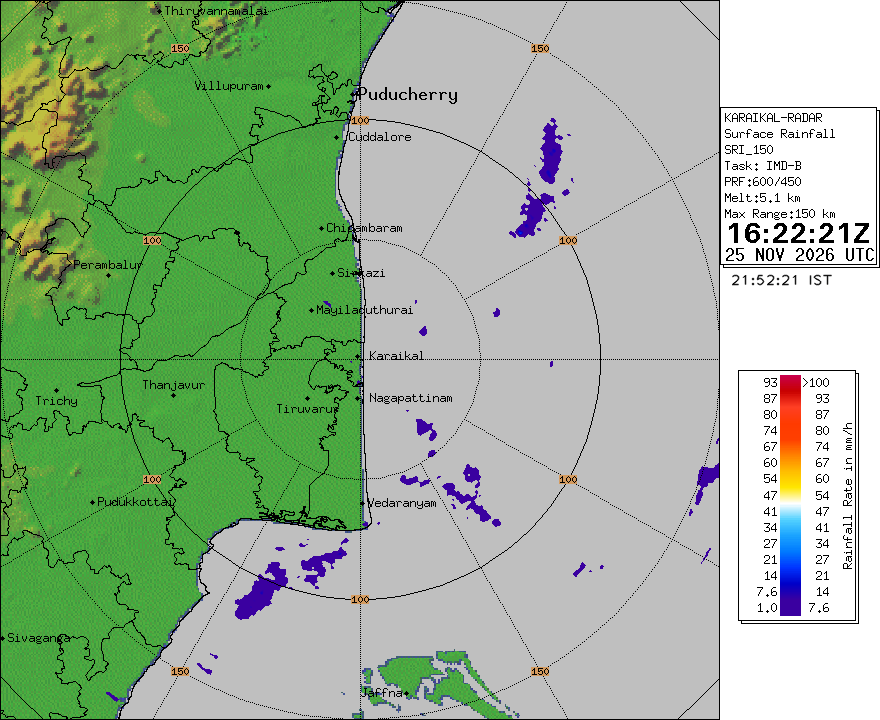 Thiruvannamalai
150
150
Villupuram
Puducherry
100
Cuddalore
KARAIKAL-RADAR
Surface Rainfall
SRI_150
Task: IMD-B
PRF:600/450
Melt:5.1 km
Max Range:150 km
16:22:21Z
25 NOV 2026 UTC
21:52:21 IST
Chidambaram
100
100
Perambalur
Sirkazi
Mayiladuthurai
Karaikal
Thanjavur
Trichy
Tiruvarur
Nagapattinam
93 >100
87 93
80 87
74 80
67 74
60 67
54 60
47 54
41 47
34 41
27 34
21 27
14 21
7.6 14
1.0 7.6
Rainfall Rate in mm/h
100
100
Pudukkottai
Vedaranyam
100
Sivaganga
150
150
Jaffna